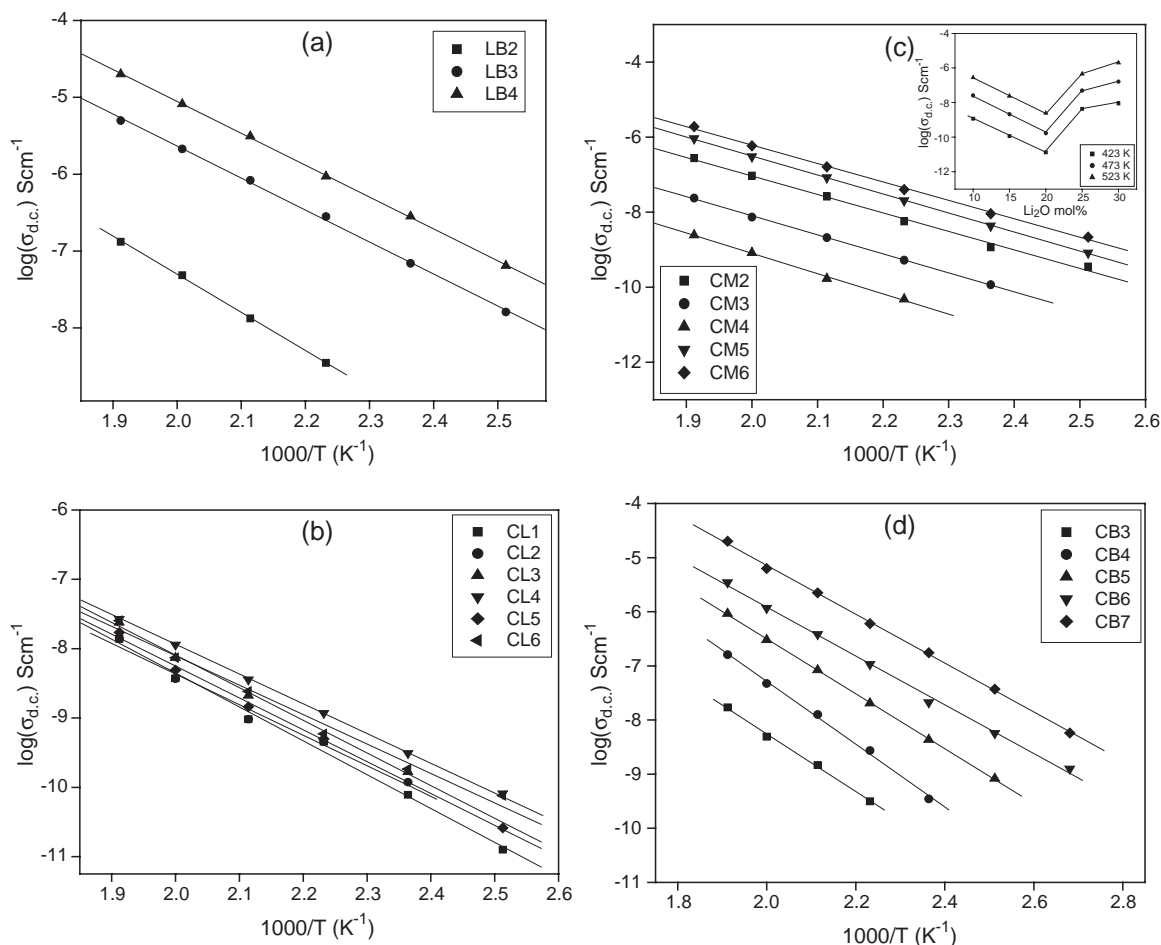 (a)
LB2
LB3
LB4
-4
-5
-6
-7
-8
log(σd.c.) Scm-1
1.9
2.0
2.1
2.2
2.3
2.4
2.5
1000/T (K-1)
(c)
-4
-6
-8
-10
-12
log(σd.c.) Scm-1
CM2
CM3
CM4
CM5
CM6
1.9
2.0
2.1
2.2
2.3
2.4
2.5
2.6
1000/T (K-1)
-4
-6
-8
-10
-12
log(σd.c.) Scm-1
423 K
473 K
523 K
10
15
20
25
30
Li2O mol%
(b)
CL1
CL2
CL3
CL4
CL5
CL6
-6
-7
-8
-9
-10
-11
log(σd.c.) Scm-1
1.9
2.0
2.1
2.2
2.3
2.4
2.5
2.6
1000/T (K-1)
(d)
CB3
CB4
CB5
CB6
CB7
-4
-5
-6
-7
-8
-9
-10
-11
log(σd.c.) Scm-1
1.8
2.0
2.2
2.4
2.6
2.8
1000/T (K-1)